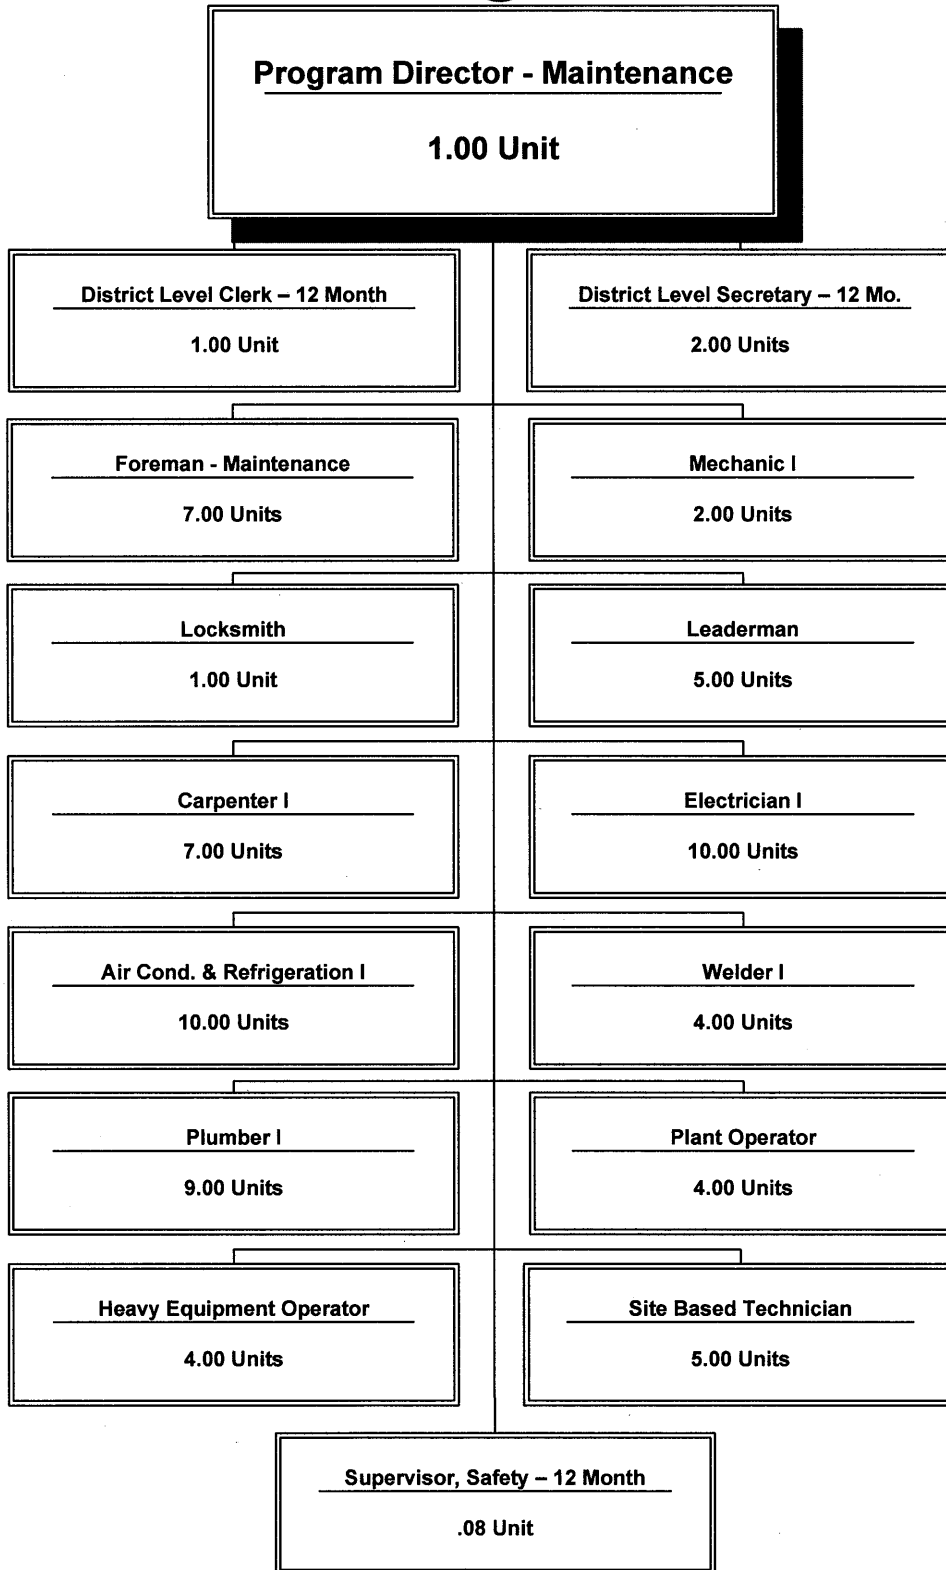 Program Director - Maintenance
1.00 Unit
District Level Clerk – 12 Month
1.00 Unit
District Level Secretary – 12 Mo.
2.00 Units
Foreman - Maintenance
7.00 Units
Mechanic I
2.00 Units
Locksmith
1.00 Unit
Leaderman
5.00 Units
Carpenter I
7.00 Units
Electrician I
10.00 Units
Air Cond. & Refrigeration I
10.00 Units
Welder I
4.00 Units
Plumber I
9.00 Units
Plant Operator
4.00 Units
Heavy Equipment Operator
4.00 Units
Site Based Technician
5.00 Units
Supervisor, Safety – 12 Month
.08 Unit